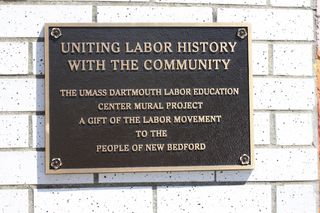 UNITING LABOR HISTORY
WITH THE COMMUNITY
THE UMASS DARTMOUTH LABOR EDUCATION
CENTER MURAL PROJECT
A GIFT OF THE LABOR MOVEMENT
TO THE
PEOPLE OF NEW BEDFORD